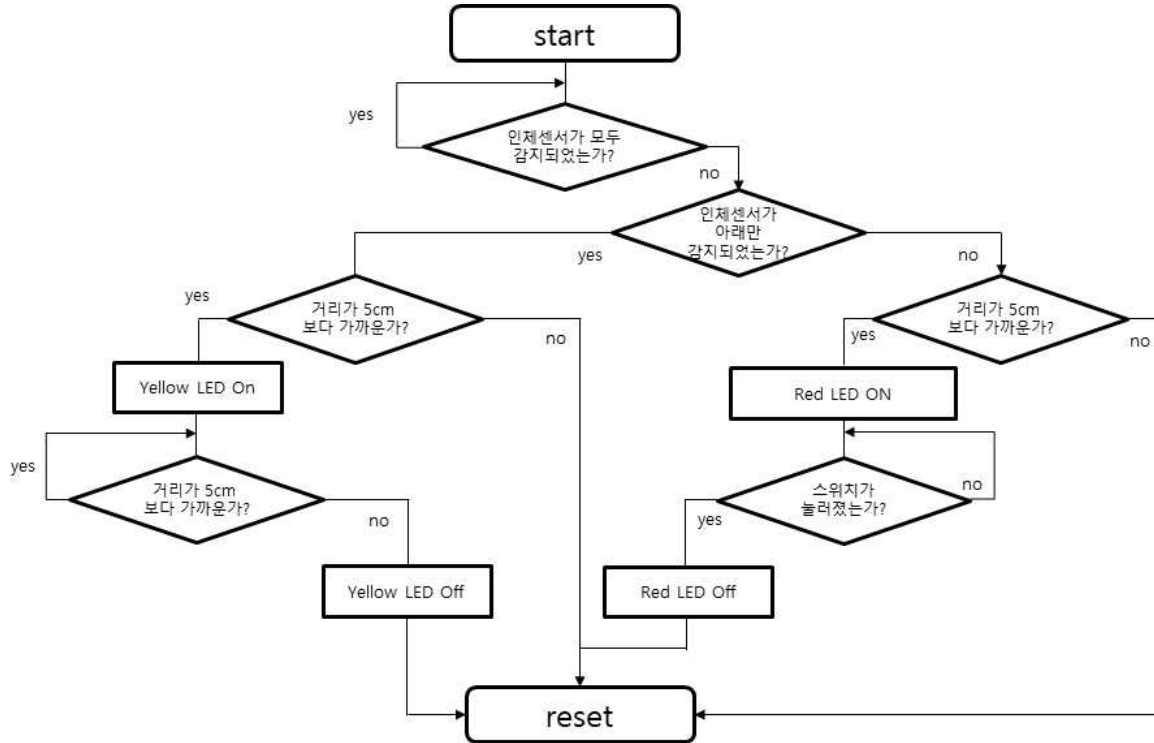 start
yes
인체센서가 모두
감지되었는가?
no
인체센서가
아래만
감지되었는가?
yes
no
yes
거리가 5cm
보다 가까운가?
no
거리가 5cm
보다 가까운가?
yes
no
Yellow LED On
Red LED ON
yes
거리가 5cm
보다 가까운가?
no
스위치가
눌러졌는가?
no
yes
Yellow LED Off
Red LED Off
reset